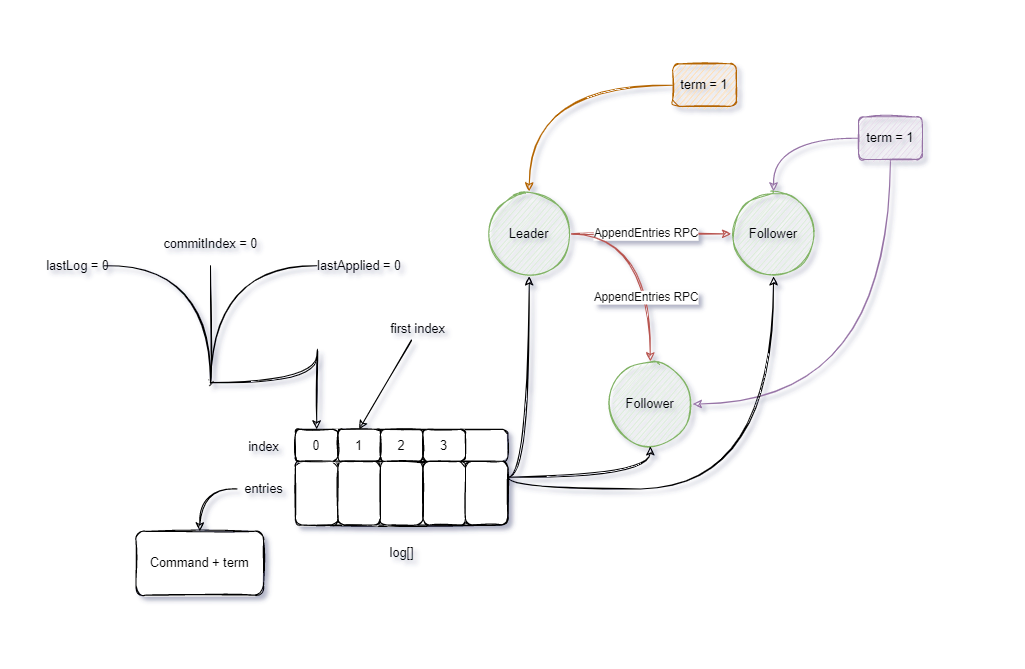 term = 1
term = 1
Leader
AppendEntries RPC
Follower
commitIndex = 0
lastLog = 0
lastApplied = 0
AppendEntries RPC
first index
Follower
index
0
1
2
3
entries
log[]
Command + term